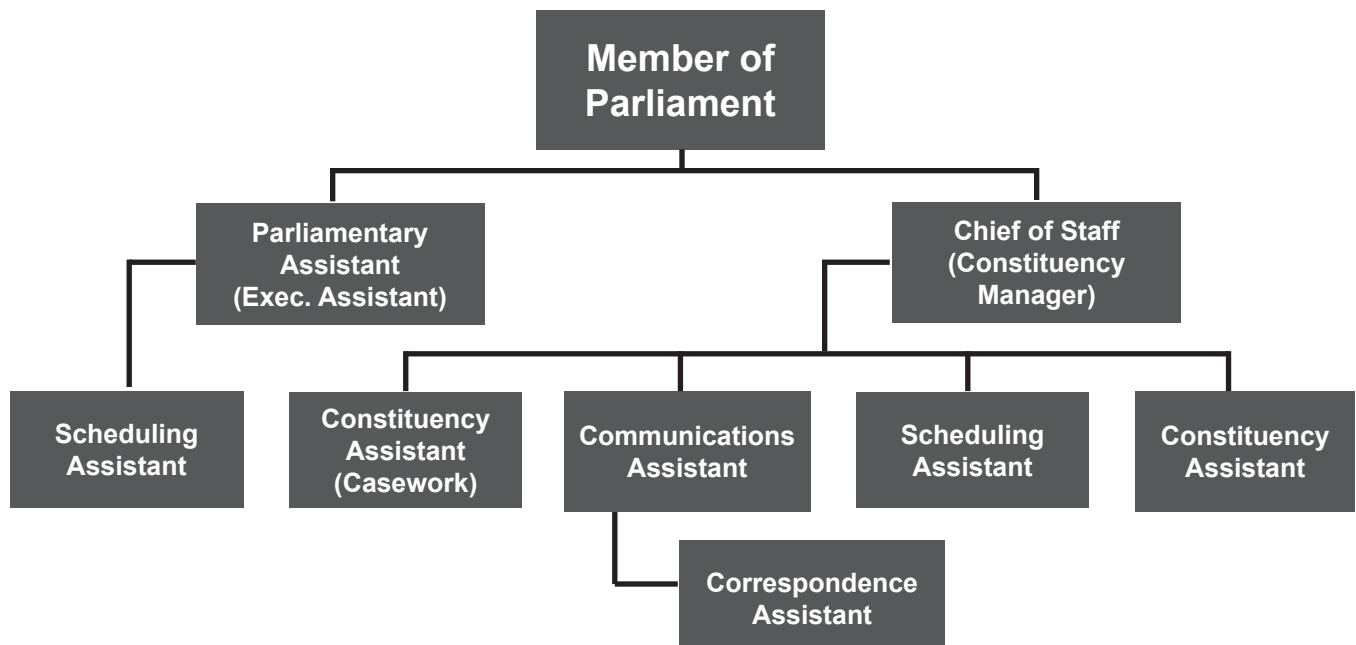 Member of
Parliament
Parliamentary
Assistant
(Exec. Assistant)
Chief of Staff
(Constituency
Manager)
Scheduling
Assistant
Constituency
Assistant
(Casework)
Communications
Assistant
Scheduling
Assistant
Constituency
Assistant
Correspondence
Assistant